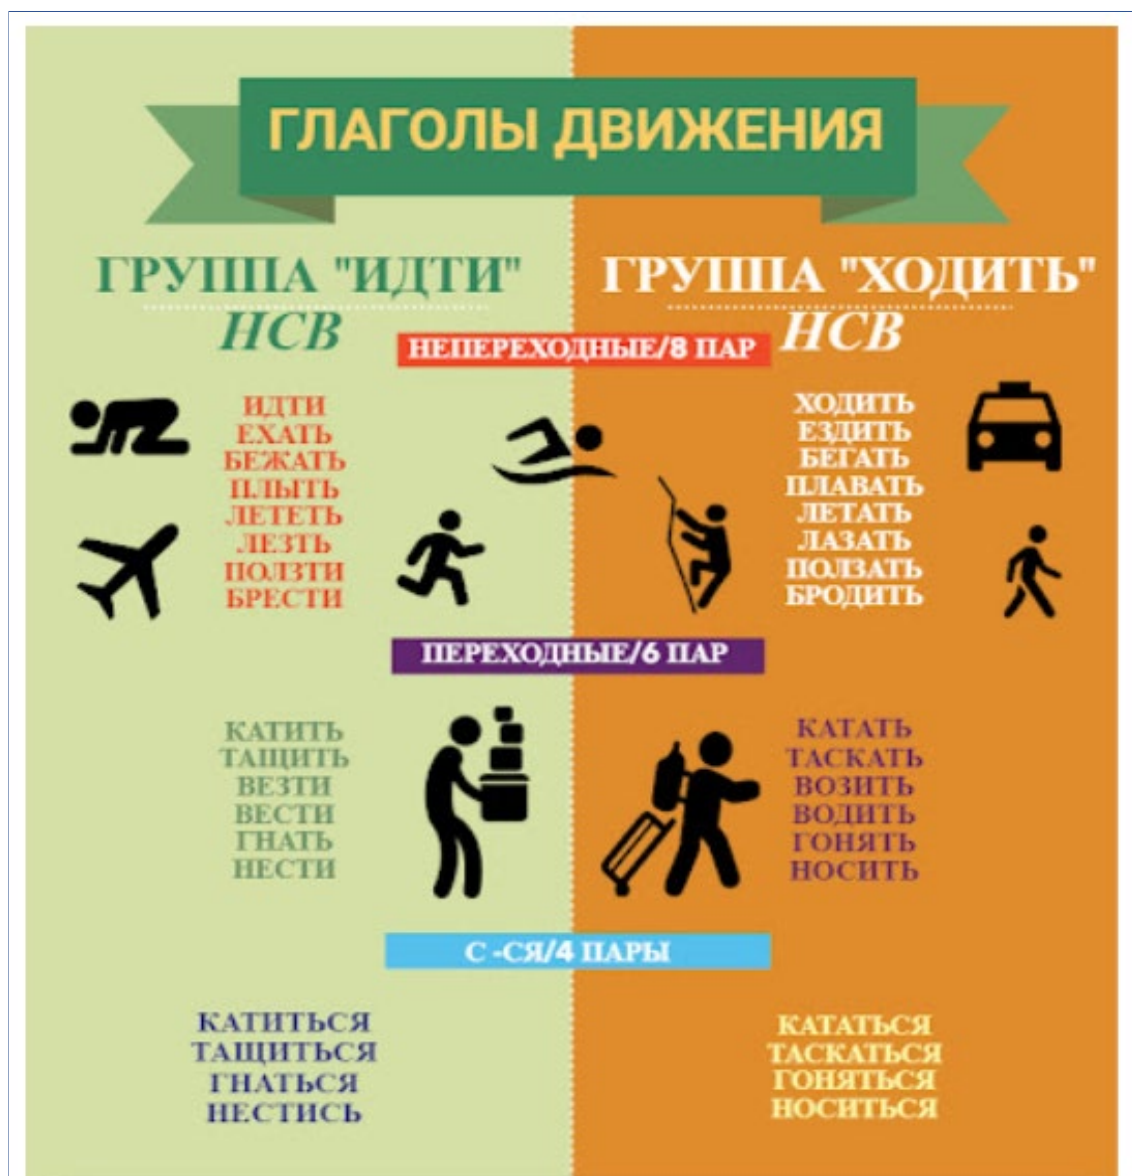 ГЛАГОЛЫ ДВИЖЕНИЯ
ГРУППА "ИДТИ"
НСВ
ГРУППА "ХОДИТЬ"
НСВ
НЕПЕРЕХОДНЫЕ/8 ПАР
ИДТИ
ЕХАТЬ
БЕЖАТЬ
ПЛЫТЬ
ЛЕТЕТЬ
ЛЕЗТЬ
ПОЛЗТИ
БРЕСТИ
ХОДИТЬ
ЕЗДИТЬ
БЕГАТЬ
ПЛАВАТЬ
ЛЕТАТЬ
ЛАЗАТЬ
ПОЛЗАТЬ
БРОДИТЬ
ПЕРЕХОДНЫЕ/6 ПАР
КАТИТЬ
ТАЩИТЬ
ВЕЗТИ
ВЕСТИ
ГНАТЬ
НЕСТИ
КАТАТЬ
ТАСКАТЬ
ВОЗИТЬ
ВОДИТЬ
ГОНЯТЬ
НОСИТЬ
С -СЯ/4 ПАРЫ
КАТИТЬСЯ
ТАЩИТЬСЯ
ГНАТЬСЯ
НЕСТИСЬ
КАТАТЬСЯ
ТАСКАТЬСЯ
ГОНЯТЬСЯ
НОСИТЬСЯ